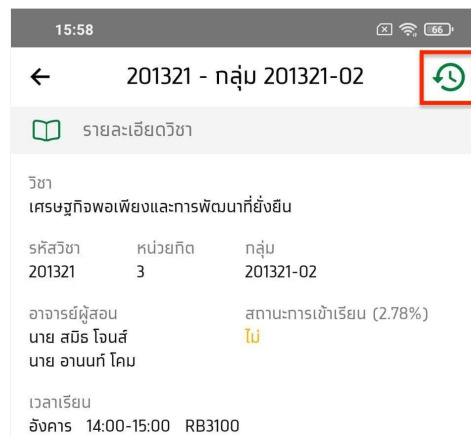 15:58 66
201321 - กลุ่ม 201321-02
รายละเอียดวิชา
วิชา
เศรษฐกิจพอเพียงและการพัฒนาที่ยั่งยืน
รหัสวิชา หน่วยกิต กลุ่ม
201321 3 201321-02
อาจารย์ผู้สอน สถานะการเข้าเรียน (2.78%)
นาย สมิธ โจนส์ ไม่
นาย อานนท์ โคม
เวลาเรียน
อังคาร 14:00-15:00 RB3100